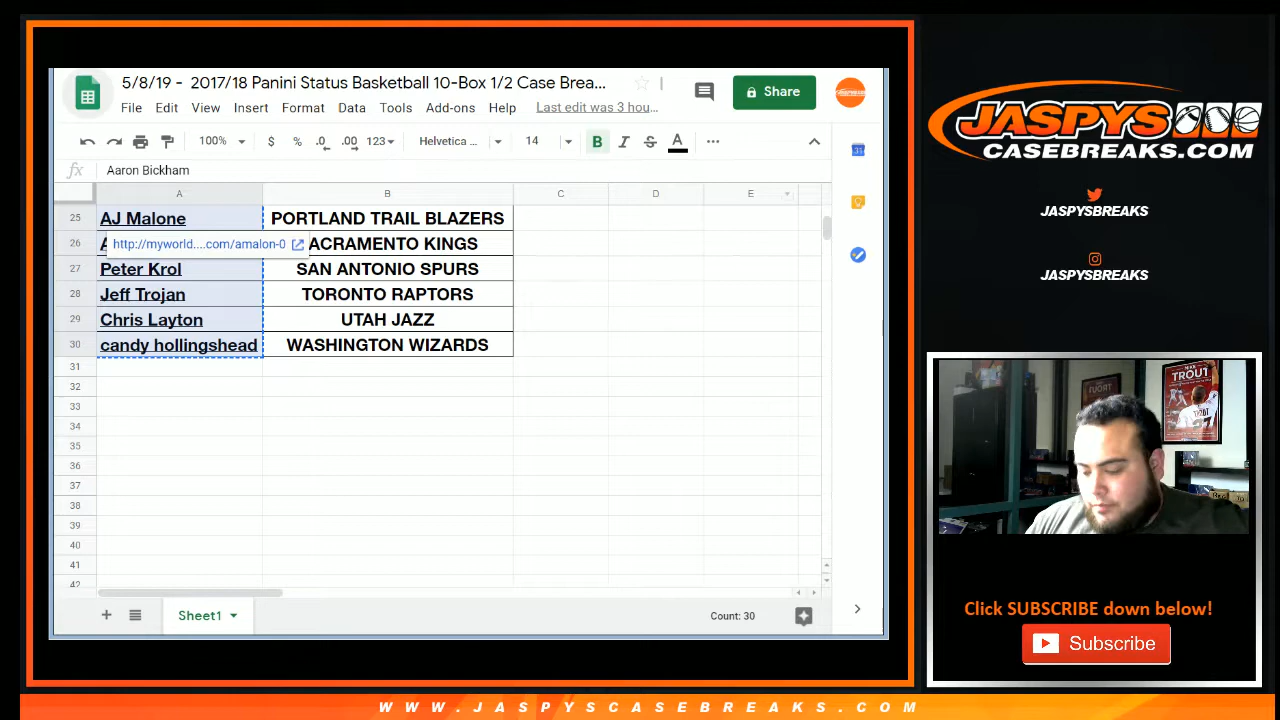 5/8/19 - 2017/18 Panini Status Basketball 10-Box 1/2 Case Brea...
Share
File Edit View Insert Format Data Tools Add-ons Help Last edit was 3 hou...
100% $ % .0 .00 123 Helvetica ... 14 B I S A
fx Aaron Bickham
A B C D E
25 AJ Malone PORTLAND TRAIL BLAZERS
26 A http://myworld....com/amalon-0 ACRAMENTO KINGS
27 Peter Krol SAN ANTONIO SPURS
28 Jeff Trojan TORONTO RAPTORS
29 Chris Layton UTAH JAZZ
30 candy hollingshead WASHINGTON WIZARDS
31
32
33
34
35
36
37
38
39
40
41
42
Sheet1
Count: 30
31
JASPYS
CASEBREAKS.COM
JASPYSBREAKS
JASPYSBREAKS
TROUT
TROUT
Click SUBSCRIBE down below!
Subscribe
WWW.JASPYSCASEBREAKS.COM